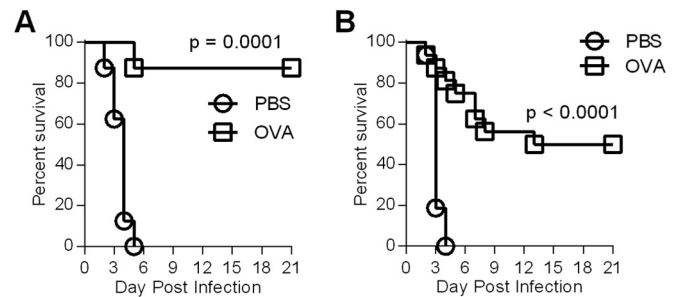 A
p = 0.0001
100
80
60
40
20
0
Percent survival
PBS
OVA
0 3 6 9 12 15 18 21
Day Post Infection
B
PBS
OVA
p < 0.0001
100
80
60
40
20
0
Percent survival
0 3 6 9 12 15 18 21
Day Post Infection